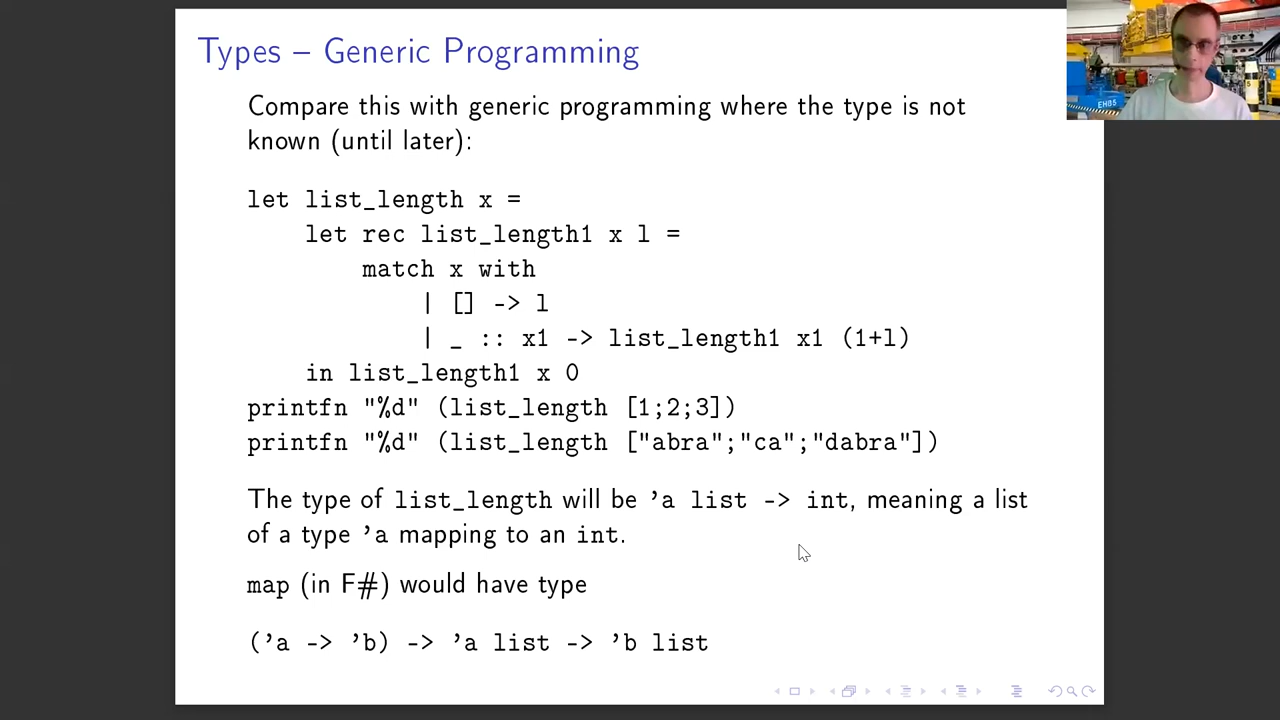 Types – Generic Programming
Compare this with generic programming where the type is not
known (until later):
let list_length x =
let rec list_length1 x l =
match x with
| [] -> l
| _ :: x1 -> list_length1 x1 (1+l)
in list_length1 x 0
printfn "%d" (list_length [1;2;3])
printfn "%d" (list_length ["abra";"ca";"dabra"])
The type of list_length will be ’a list -> int, meaning a list
of a type ’a mapping to an int.
map (in F#) would have type
(’a -> ’b) -> ’a list -> ’b list
EH85